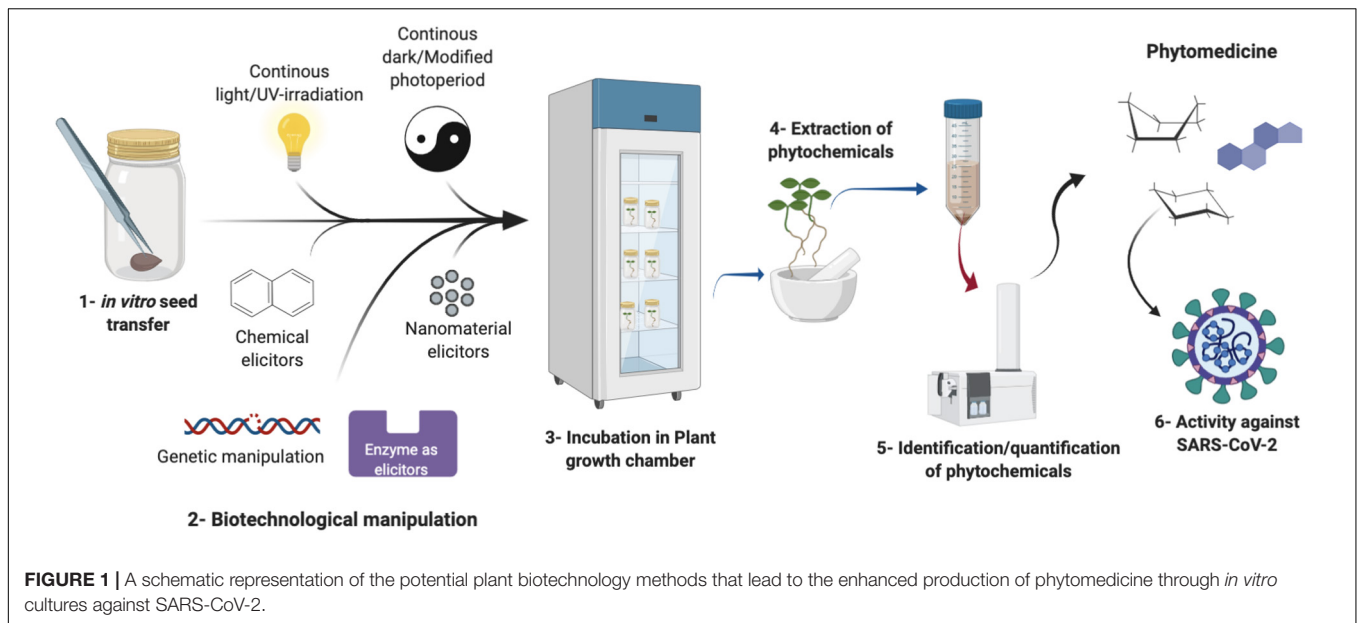 Continous
light/UV-irradiation
Continous
dark/Modified
photoperiod
1- in vitro seed
transfer
Chemical
elicitors
Nanomaterial
elicitors
Genetic manipulation
Enzyme as
elicitors
2- Biotechnological manipulation
3- Incubation in Plant
growth chamber
4- Extraction of
phytochemicals
5- Identification/quantification
of phytochemicals
Phytomedicine
6- Activity against
SARS-CoV-2
FIGURE 1 | A schematic representation of the potential plant biotechnology methods that lead to the enhanced production of phytomedicine through in vitro
cultures against SARS-CoV-2.